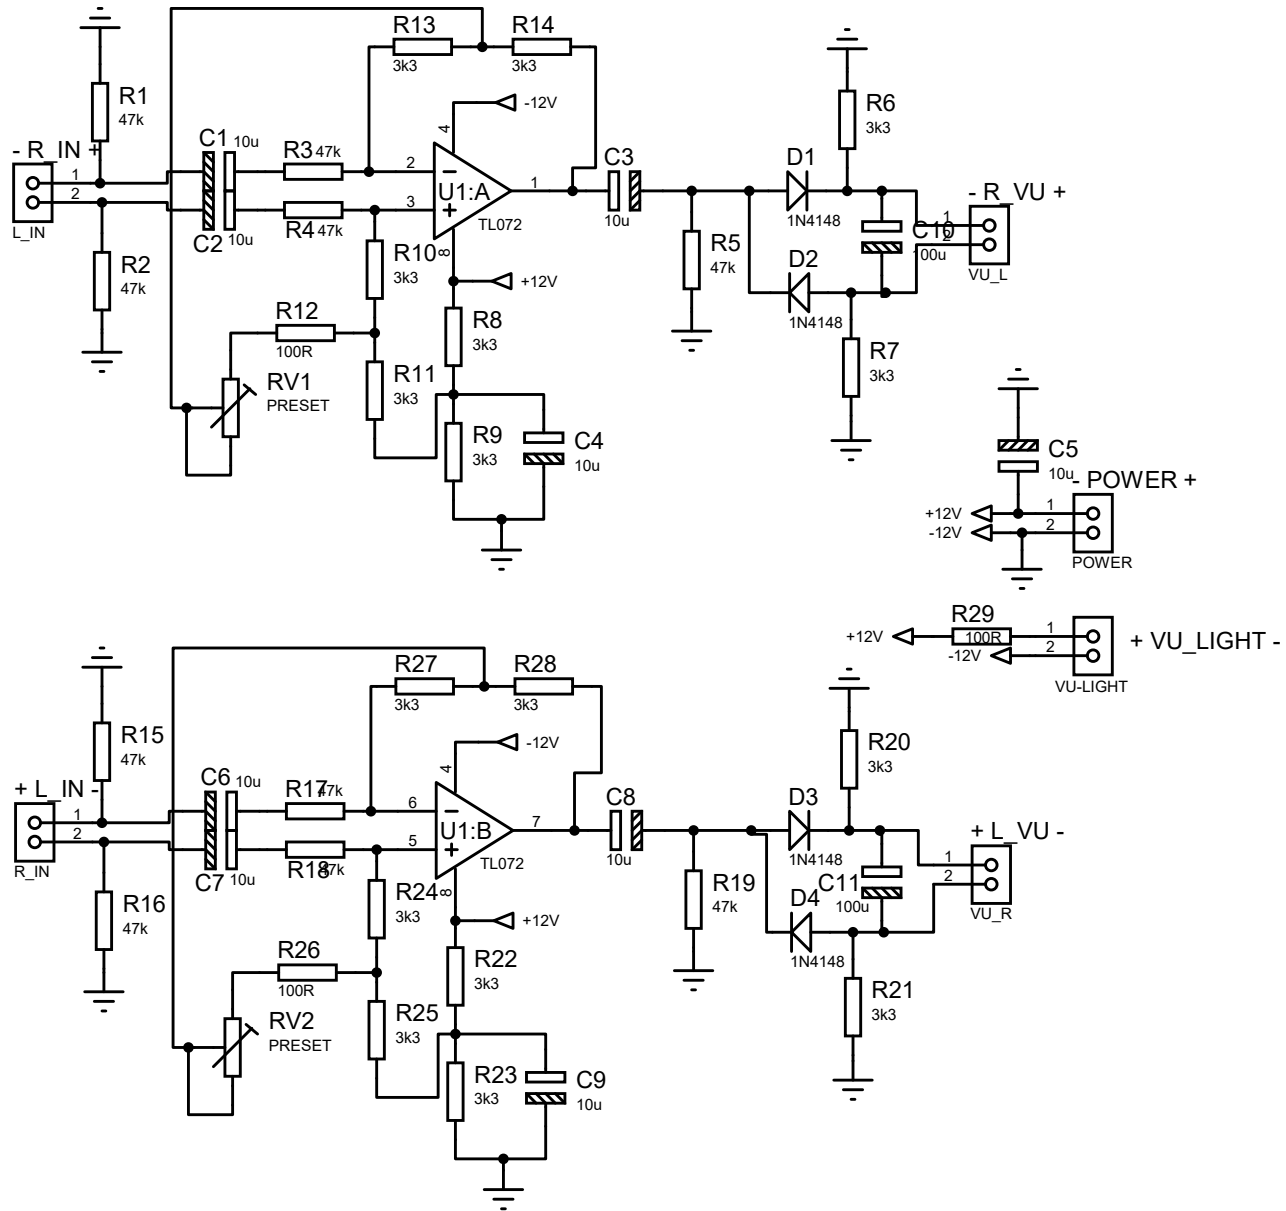 R13
3k3
R14
3k3
-12V
R1
47k
- R_IN +
1
2
L_IN
C1 10u
R3 47k
2
4
U1:A
3
1
TL072
8
C2 10u
R4 47k
C3
10u
D1
1N4148
R6
3k3
- R_VU +
1
2
C10
100u
VU_L
R2
47k
R10
3k3
+12V
R5
47k
D2
1N4148
R12
100R
R8
3k3
R7
3k3
RV1
PRESET
R11
3k3
R9
3k3
C4
10u
C5
10u
- POWER +
+12V
1
-12V
2
POWER
R29
100R
+12V
1
-12V
2
+ VU_LIGHT -
VU-LIGHT
R27
3k3
R28
3k3
-12V
R15
47k
+ L_IN -
1
2
R_IN
C6 10u
R17 47k
6
4
U1:B
5
7
TL072
8
C7 10u
R18 47k
C8
10u
D3
1N4148
R20
3k3
+ L_VU -
1
2
C11
100u
VU_R
R16
47k
R24
3k3
+12V
R19
47k
D4
1N4148
R26
100R
R22
3k3
R21
3k3
RV2
PRESET
R25
3k3
R23
3k3
C9
10u